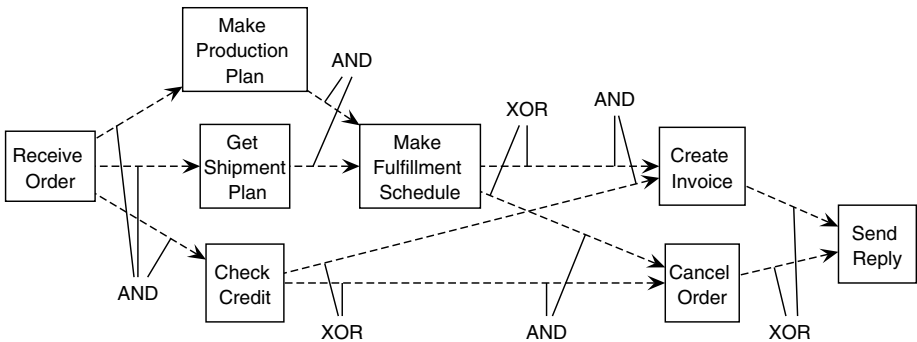 Make
Production
Plan
AND
XOR
AND
Receive
Order
Get
Shipment
Plan
Make
Fulfillment
Schedule
Create
Invoice
Send
Reply
Check
Credit
Cancel
Order
AND
XOR
AND
XOR